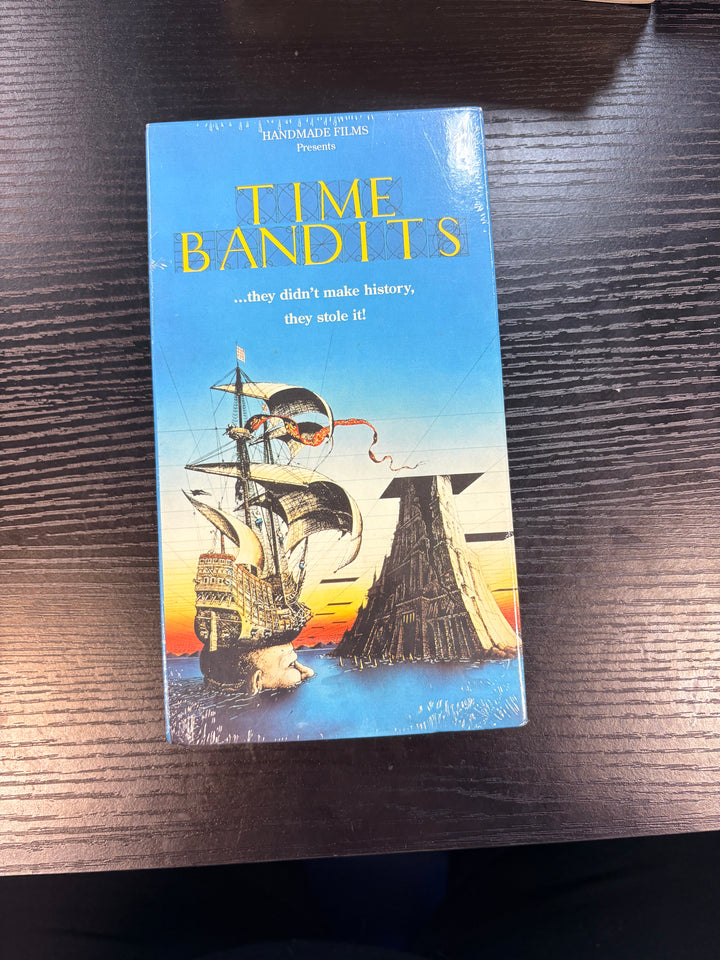 HANDMADE FILMS
Presents
TIME
BANDITS
...they didn't make history,
they stole it!